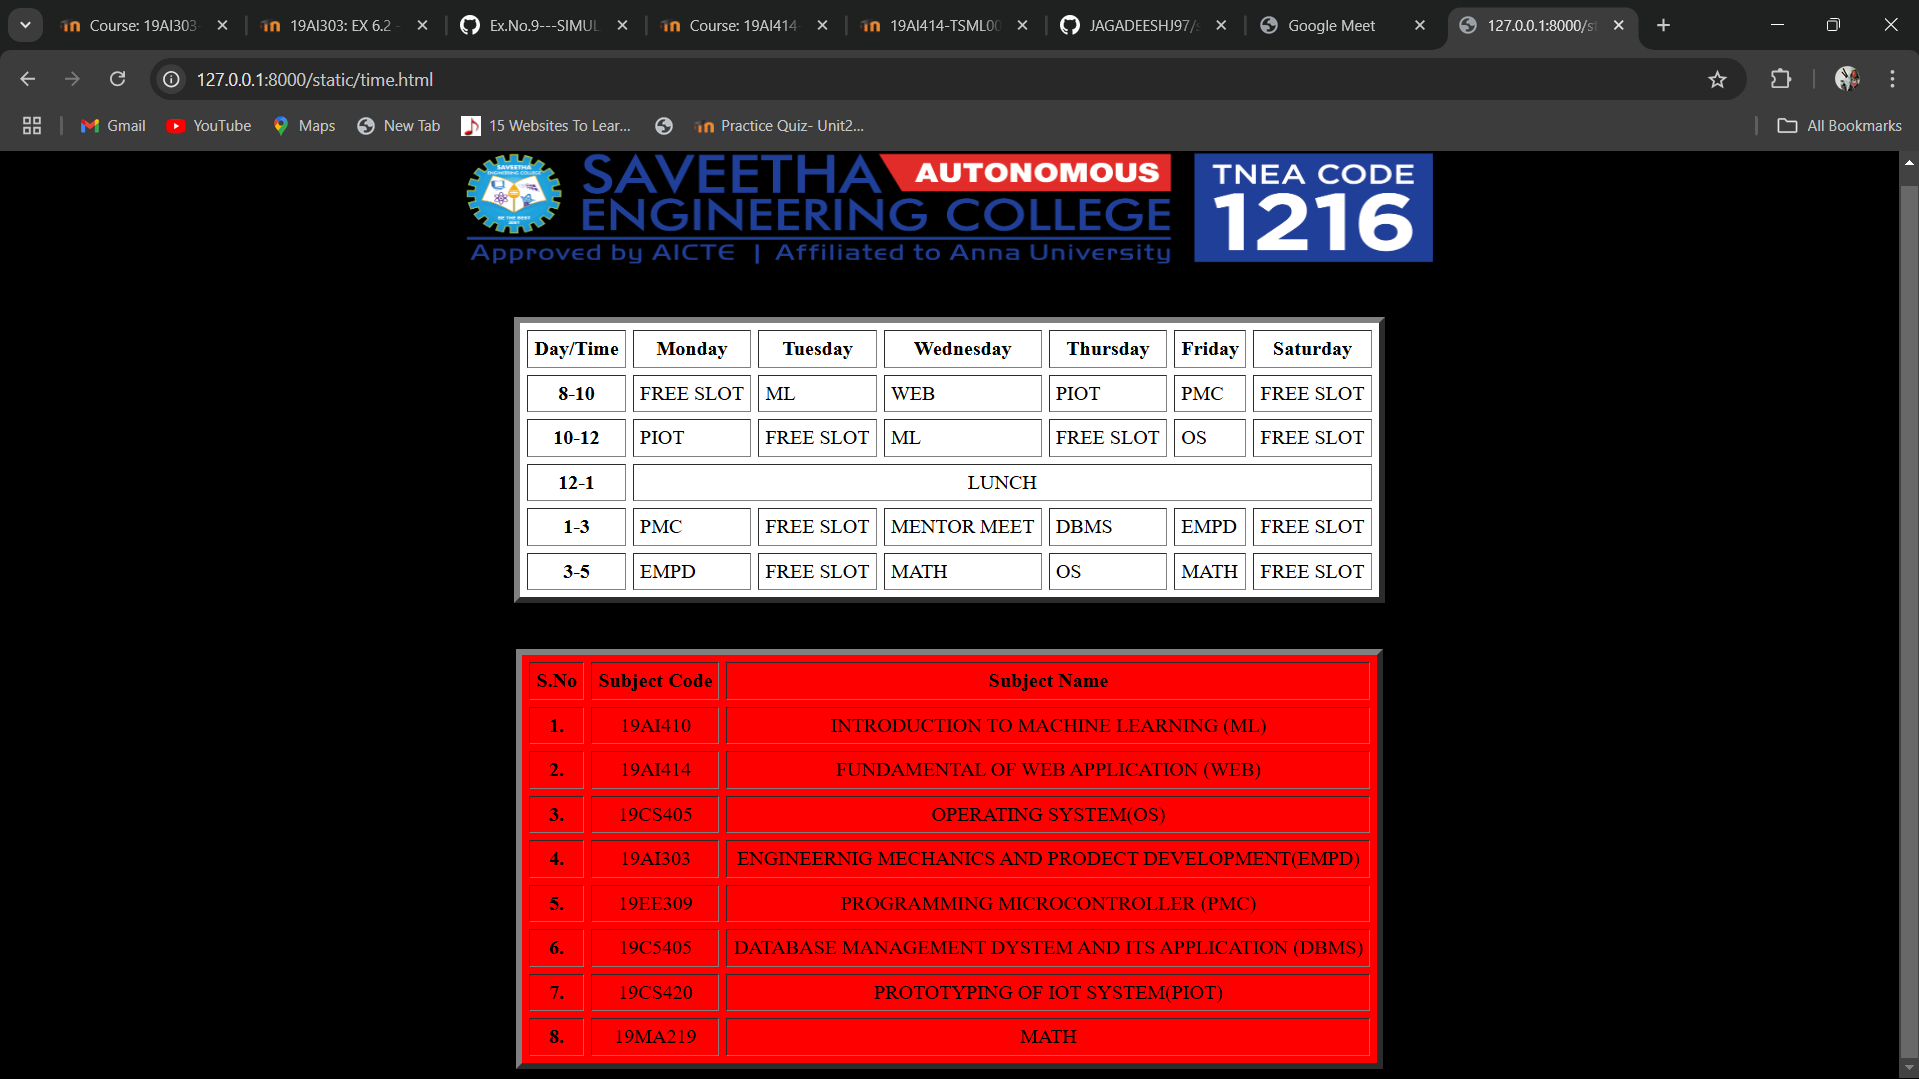 Course: 19AI303-
19AI303: EX 6.2 -
Ex.No.9---SIMUL
Course: 19AI414-
19AI414-TSML00
JAGADEESHJ97/s
Google Meet
127.0.0.1:8000/st
127.0.0.1:8000/static/time.html
Gmail
YouTube
Maps
New Tab
15 Websites To Lear...
Practice Quiz- Unit2...
All Bookmarks
SAVEETHA AUTONOMOUS
ENGINEERING COLLEGE
Approved by AICTE | Affiliated to Anna University
TNEA CODE
1216
SAVEETHA
ENGINEERING COLLEGE
BE THE BEST
Day/Time Monday Tuesday Wednesday Thursday Friday Saturday
8-10 FREE SLOT ML WEB PIOT PMC FREE SLOT
10-12 PIOT FREE SLOT ML FREE SLOT OS FREE SLOT
12-1 LUNCH
1-3 PMC FREE SLOT MENTOR MEET DBMS EMPD FREE SLOT
3-5 EMPD FREE SLOT MATH OS MATH FREE SLOT
S.No Subject Code Subject Name
1. 19AI410 INTRODUCTION TO MACHINE LEARNING (ML)
2. 19AI414 FUNDAMENTAL OF WEB APPLICATION (WEB)
3. 19CS405 OPERATING SYSTEM(OS)
4. 19AI303 ENGINEERNIG MECHANICS AND PRODECT DEVELOPMENT(EMPD)
5. 19EE309 PROGRAMMING MICROCONTROLLER (PMC)
6. 19C5405 DATABASE MANAGEMENT DYSTEM AND ITS APPLICATION (DBMS)
7. 19CS420 PROTOTYPING OF IOT SYSTEM(PIOT)
8. 19MA219 MATH